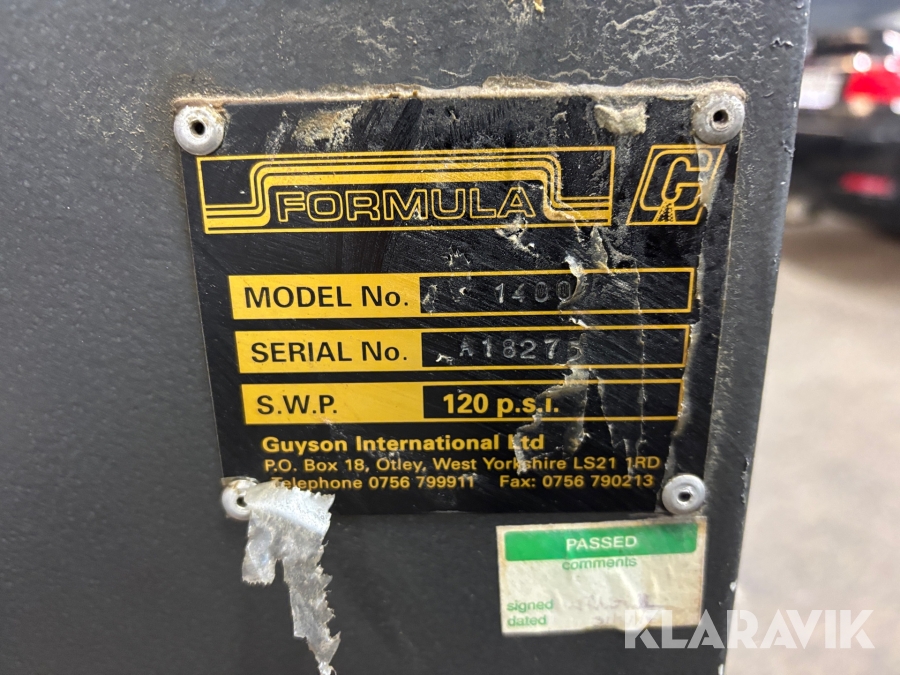 FORMULA
MODEL No. 1400
SERIAL No. A18275
S.W.P. 120 p.s.i.
Guyson International Ltd
P.O. Box 18, Otley, West Yorkshire LS21 1RD
Telephone 0756 799911 Fax: 0756 790213
PASSED
comments
signed
dated
KLARAVIK